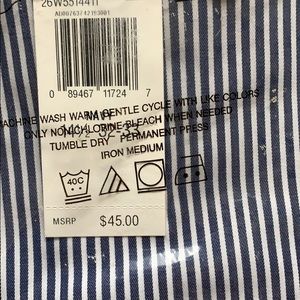 26W5514411
AD00763742193001
0 89467 11724 7
MACHINE WASH WARM GENTLE CYCLE WITH LIKE COLORS
ONLY NON-CHLORINE BLEACH WHEN NEEDED
TUMBLE DRY PERMANENT PRESS
IRON MEDIUM
40C
MSRP $45.00